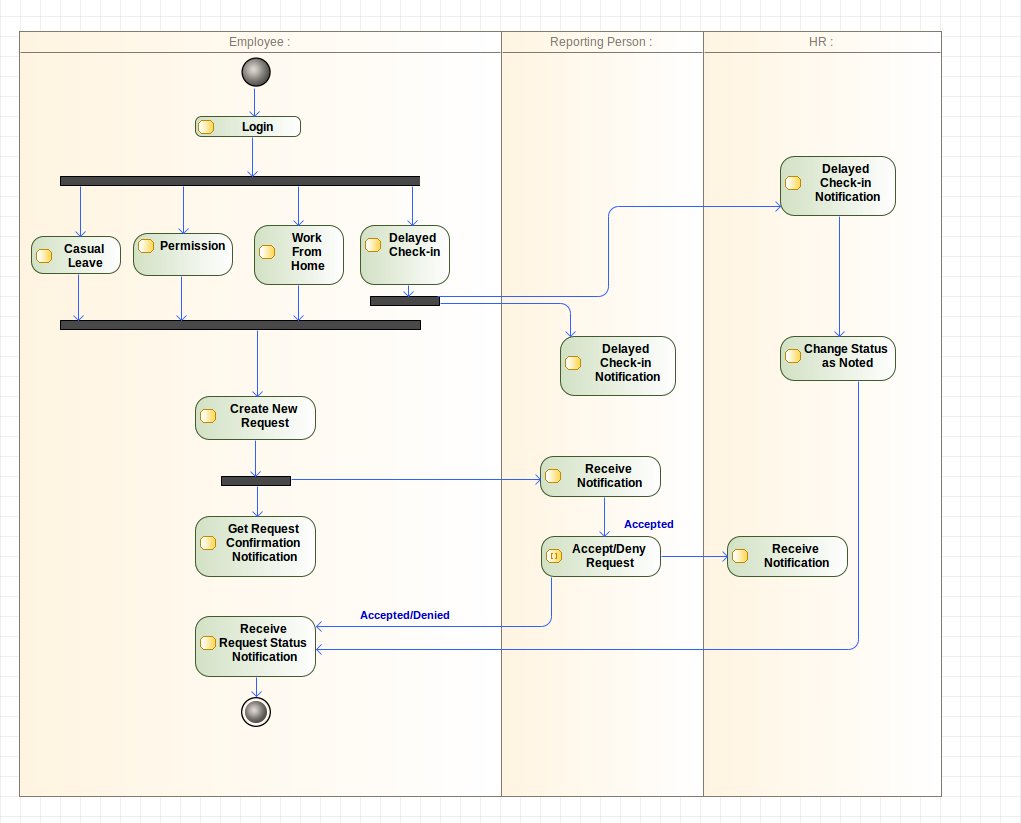 Employee :
Reporting Person :
HR :
Login
Delayed
Check-in
Notification
Casual
Leave
Permission
Work
From
Home
Delayed
Check-in
Delayed
Check-in
Notification
Change Status
as Noted
Create New
Request
Receive
Notification
Get Request
Confirmation
Notification
Accepted
Accept/Deny
Request
Receive
Notification
Accepted/Denied
Receive
Request Status
Notification